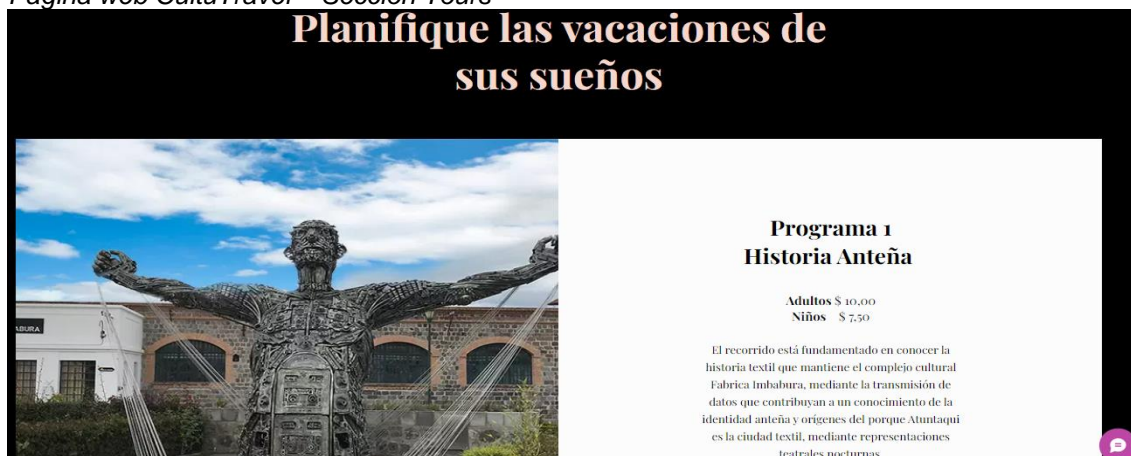 Página web CultuTravel – Sección Tours
Planifique las vacaciones de
sus sueños
ABURA
Programa 1
Historia Anteña
Adultos $ 10,00
Niños $ 7,50
El recorrido está fundamentado en conocer la
historia textil que mantiene el complejo cultural
Fabrica Imbabura, mediante la transmisión de
datos que contribuyan a un conocimiento de la
identidad anteña y orígenes del porque Atuntaqui
es la ciudad textil, mediante representaciones
teatrales nocturnas